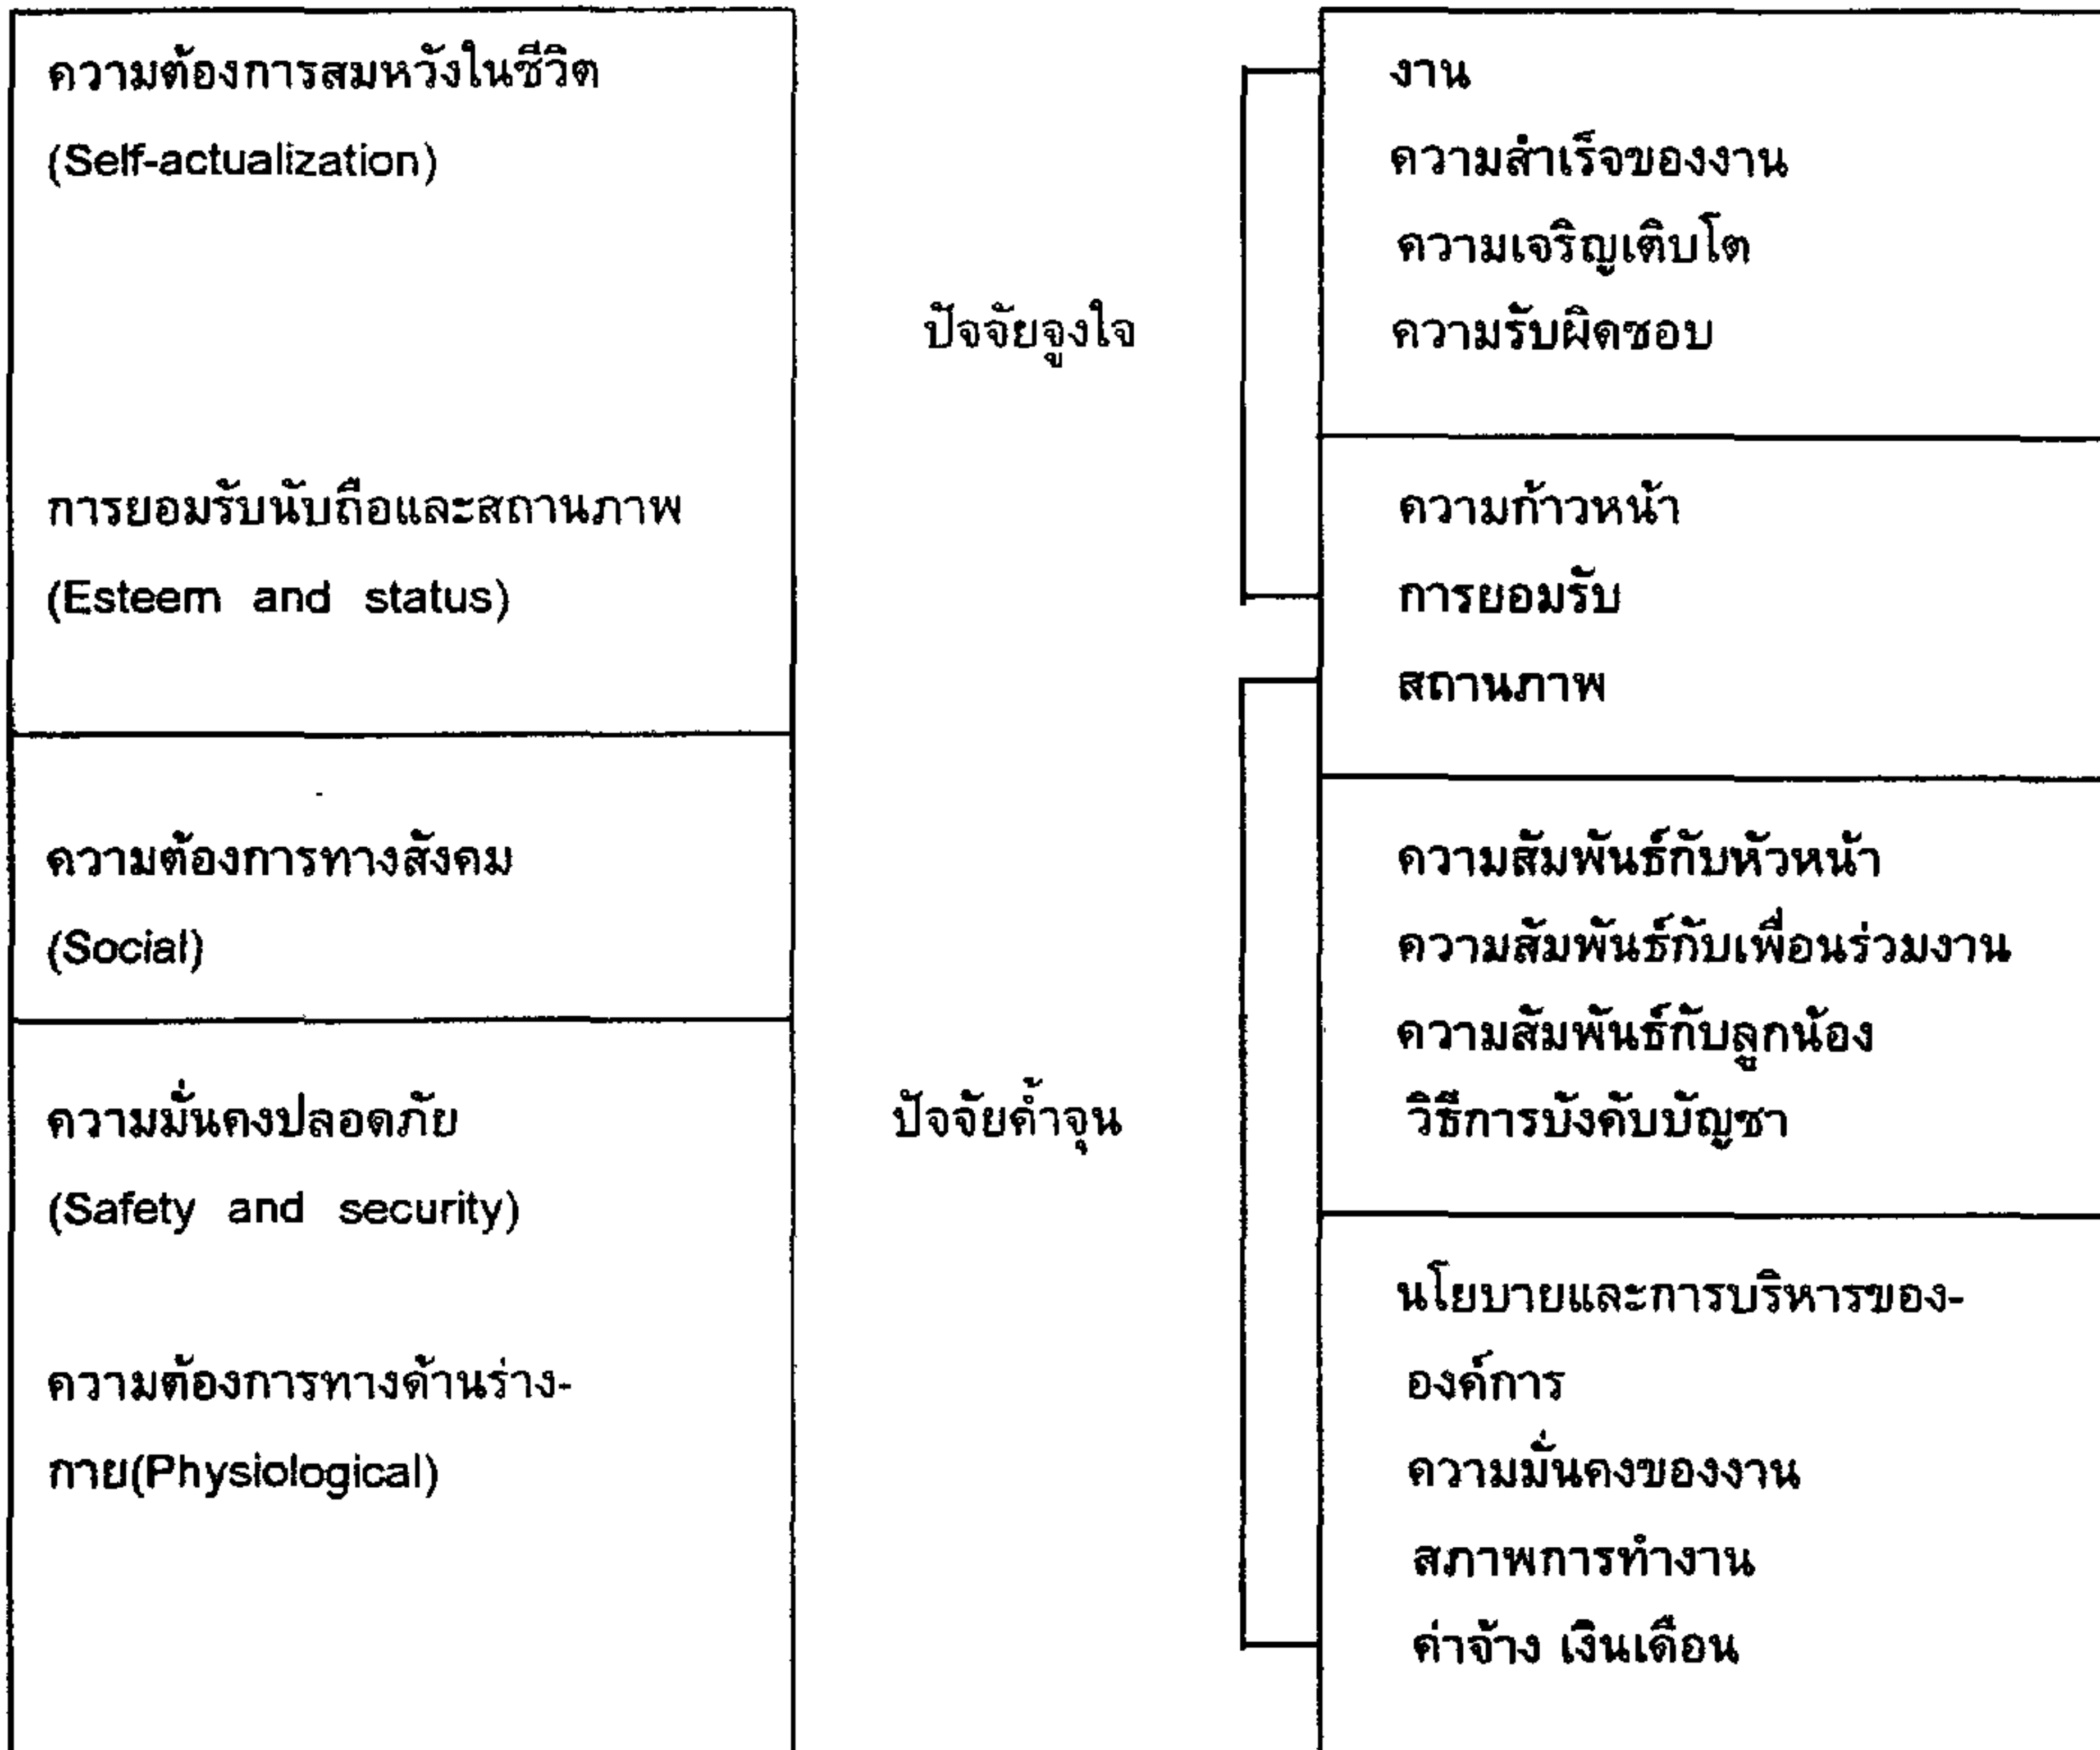 ความต้องการสมหวังในชีวิต
(Self-actualization)
การยอมรับนับถือและสถานภาพ
(Esteem and status)
ความต้องการทางสังคม
(Social)
ความมั่นคงปลอดภัย
(Safety and security)
ความต้องการทางด้านร่าง-
กาย(Physiological)
ปัจจัยจูงใจ
ปัจจัยค้ำจุน
งาน
ความสำเร็จของงาน
ความเจริญเติบโต
ความรับผิดชอบ
ความก้าวหน้า
การยอมรับ
สถานภาพ
ความสัมพันธ์กับหัวหน้า
ความสัมพันธ์กับเพื่อนร่วมงาน
ความสัมพันธ์กับลูกน้อง
วิธีการบังคับบัญชา
นโยบายและการบริหารของ-
องค์การ
ความมั่นคงของงาน
สภาพการทำงาน
ค่าจ้าง เงินเดือน